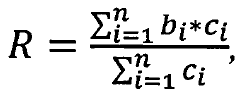 R = \frac{\sum_{i=1}^{n} b_i * c_i}{\sum_{i=1}^{n} c_i},